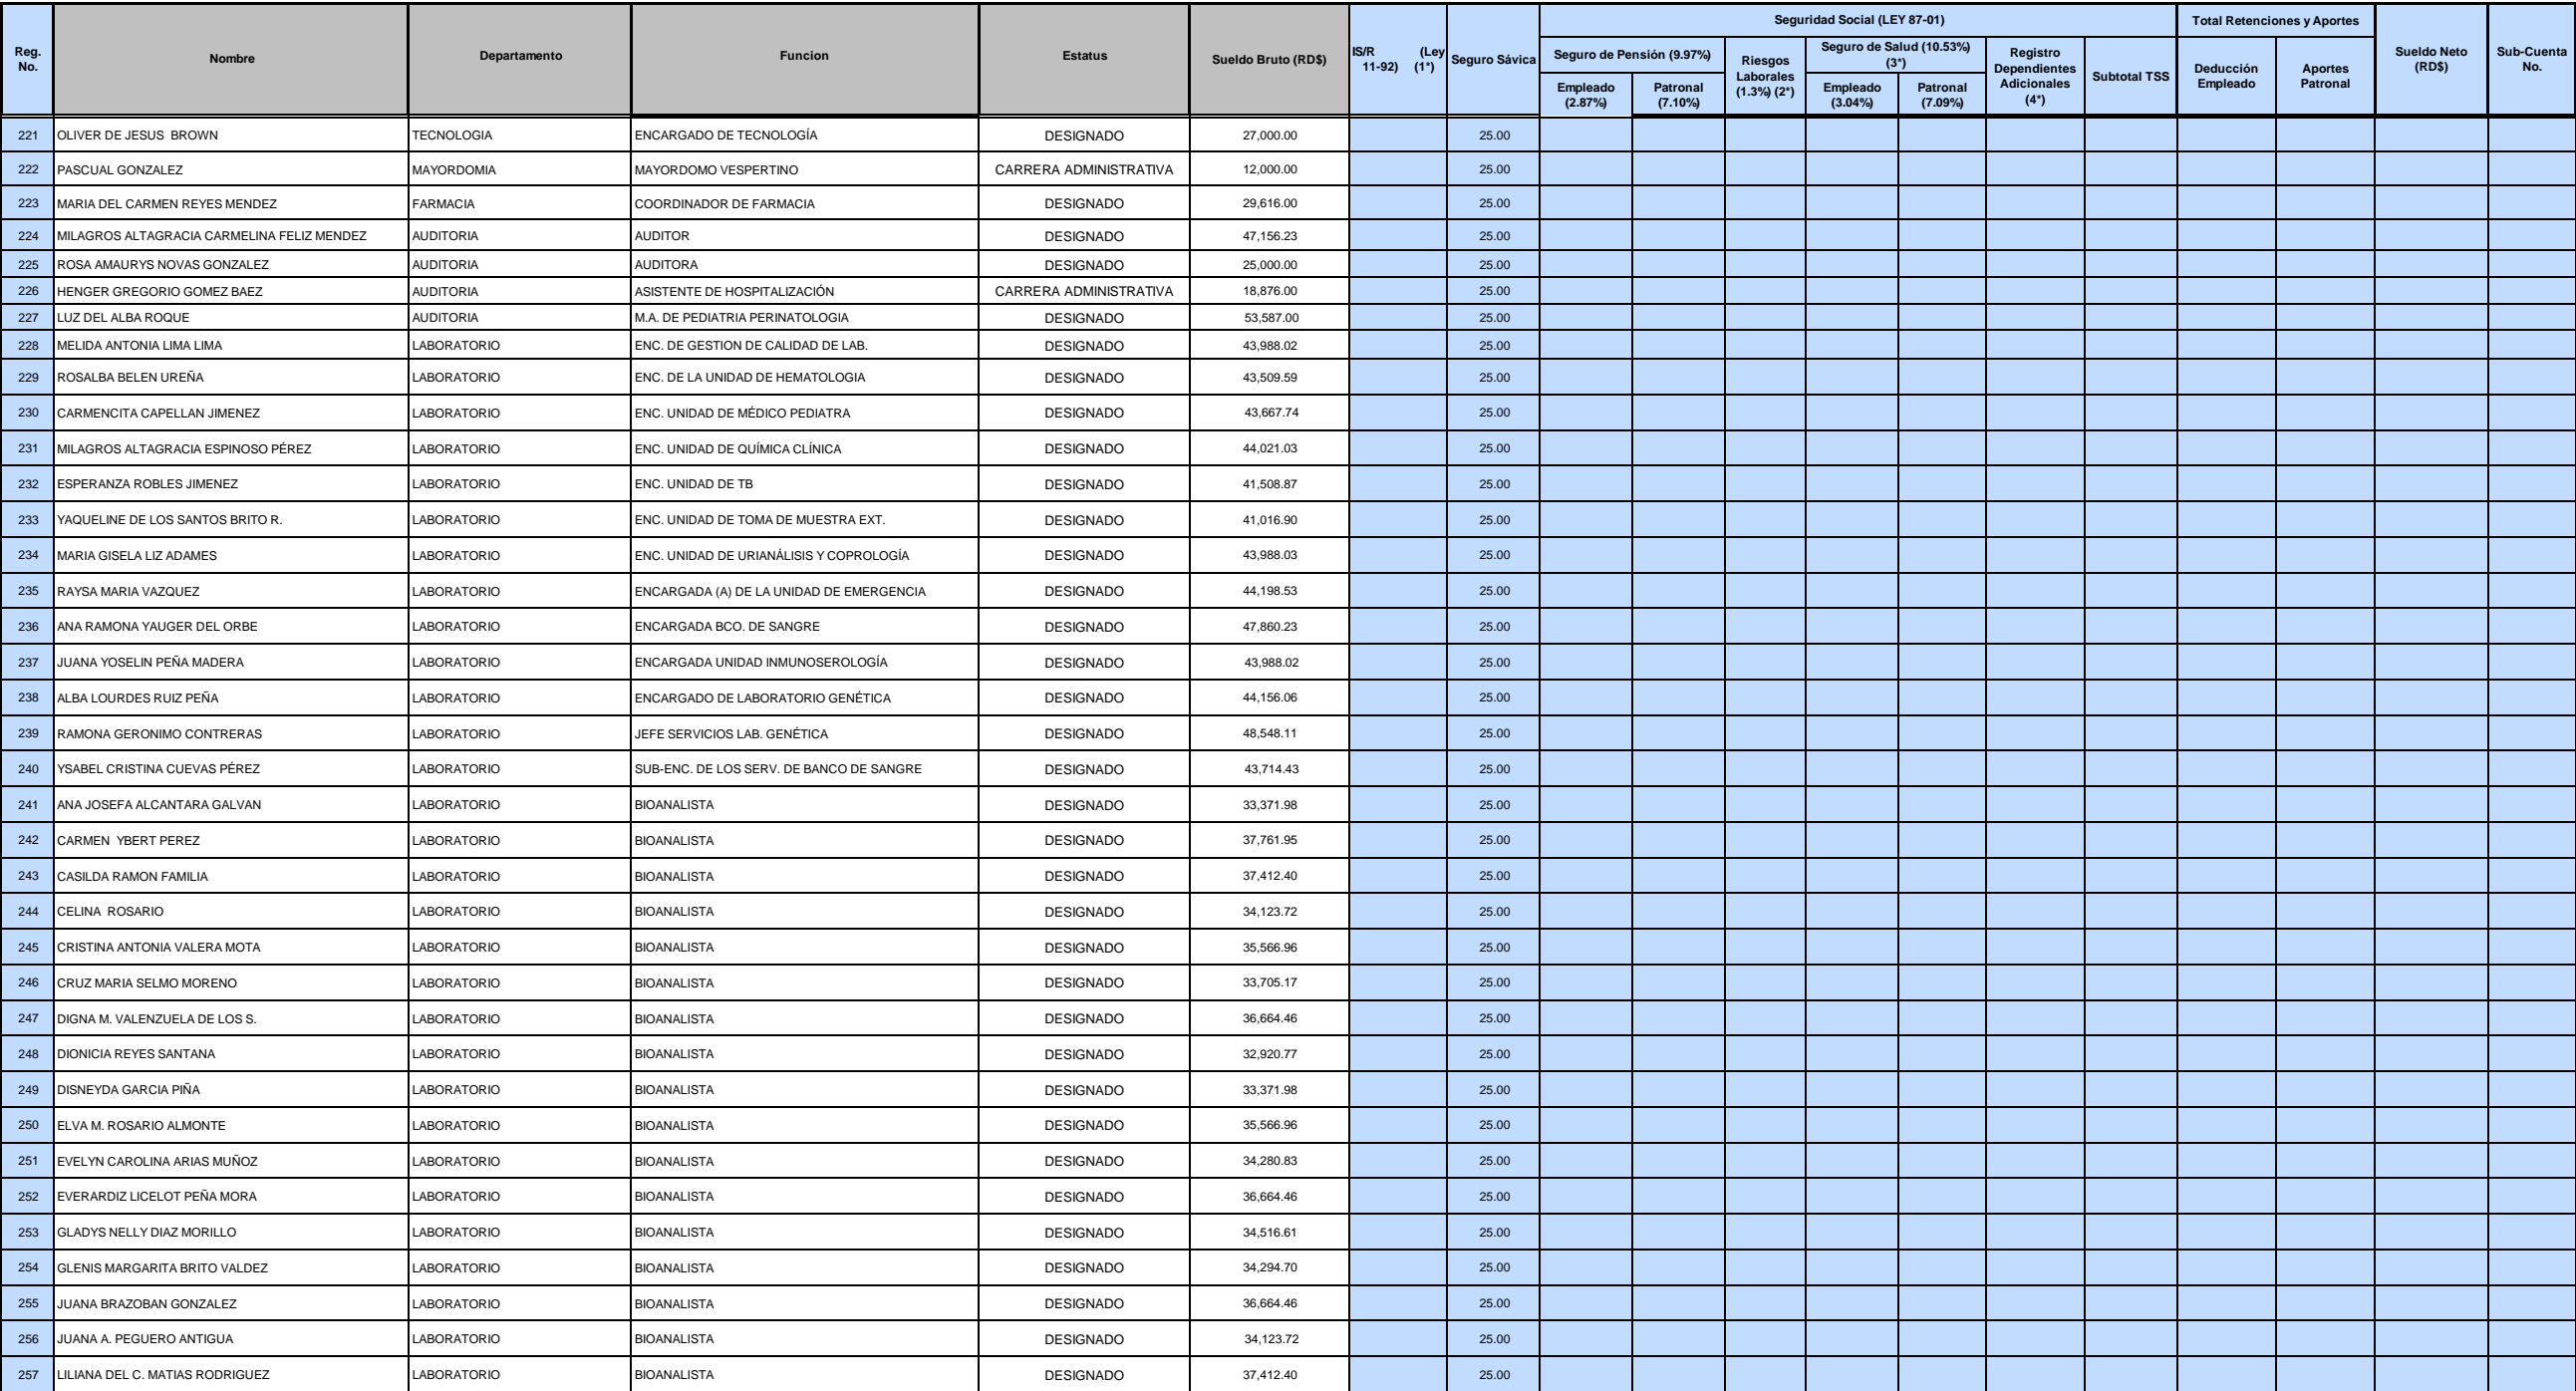 Reg. No. Nombre Departamento Funcion Estatus Sueldo Bruto (RD$) IS/R (Ley 11-92) (1*) Seguro Sávica Seguridad Social (LEY 87-01) Total Retenciones y Aportes Sueldo Neto (RD$) Sub-Cuenta No.
Seguro de Pensión (9.97%) Riesgos Laborales (1.3%) (2*) Seguro de Salud (10.53%) (3*) Registro Dependientes Adicionales (4*) Subtotal TSS Deducción Empleado Aportes Patronal
Empleado (2.87%) Patronal (7.10%) Empleado (3.04%) Patronal (7.09%)
221 OLIVER DE JESUS BROWN TECNOLOGIA ENCARGADO DE TECNOLOGÍA DESIGNADO 27,000.00 25.00
222 PASCUAL GONZALEZ MAYORDOMIA MAYORDOMO VESPERTINO CARRERA ADMINISTRATIVA 12,000.00 25.00
223 MARIA DEL CARMEN REYES MENDEZ FARMACIA COORDINADOR DE FARMACIA DESIGNADO 29,616.00 25.00
224 MILAGROS ALTAGRACIA CARMELINA FELIZ MENDEZ AUDITORIA AUDITOR DESIGNADO 47,156.23 25.00
225 ROSA AMAURYS NOVAS GONZALEZ AUDITORIA AUDITORA DESIGNADO 25,000.00 25.00
226 HENGER GREGORIO GOMEZ BAEZ AUDITORIA ASISTENTE DE HOSPITALIZACIÓN CARRERA ADMINISTRATIVA 18,876.00 25.00
227 LUZ DEL ALBA ROQUE AUDITORIA M.A. DE PEDIATRIA PERINATOLOGIA DESIGNADO 53,587.00 25.00
228 MELIDA ANTONIA LIMA LIMA LABORATORIO ENC. DE GESTION DE CALIDAD DE LAB. DESIGNADO 43,988.02 25.00
229 ROSALBA BELEN UREÑA LABORATORIO ENC. DE LA UNIDAD DE HEMATOLOGIA DESIGNADO 43,509.59 25.00
230 CARMENCITA CAPELLAN JIMENEZ LABORATORIO ENC. UNIDAD DE MÉDICO PEDIATRA DESIGNADO 43,667.74 25.00
231 MILAGROS ALTAGRACIA ESPINOSO PÉREZ LABORATORIO ENC. UNIDAD DE QUÍMICA CLÍNICA DESIGNADO 44,021.03 25.00
232 ESPERANZA ROBLES JIMENEZ LABORATORIO ENC. UNIDAD DE TB DESIGNADO 41,508.87 25.00
233 YAQUELINE DE LOS SANTOS BRITO R. LABORATORIO ENC. UNIDAD DE TOMA DE MUESTRA EXT. DESIGNADO 41,016.90 25.00
234 MARIA GISELA LIZ ADAMES LABORATORIO ENC. UNIDAD DE URIANÁLISIS Y COPROLOGÍA DESIGNADO 43,988.03 25.00
235 RAYSA MARIA VAZQUEZ LABORATORIO ENCARGADA (A) DE LA UNIDAD DE EMERGENCIA DESIGNADO 44,198.53 25.00
236 ANA RAMONA YAUGER DEL ORBE LABORATORIO ENCARGADA BCO. DE SANGRE DESIGNADO 47,860.23 25.00
237 JUANA YOSELIN PEÑA MADERA LABORATORIO ENCARGADA UNIDAD INMUNOSEROLOGÍA DESIGNADO 43,988.02 25.00
238 ALBA LOURDES RUIZ PEÑA LABORATORIO ENCARGADO DE LABORATORIO GENÉTICA DESIGNADO 44,156.06 25.00
239 RAMONA GERONIMO CONTRERAS LABORATORIO JEFE SERVICIOS LAB. GENÉTICA DESIGNADO 48,548.11 25.00
240 YSABEL CRISTINA CUEVAS PÉREZ LABORATORIO SUB-ENC. DE LOS SERV. DE BANCO DE SANGRE DESIGNADO 43,714.43 25.00
241 ANA JOSEFA ALCANTARA GALVAN LABORATORIO BIOANALISTA DESIGNADO 33,371.98 25.00
242 CARMEN YBERT PEREZ LABORATORIO BIOANALISTA DESIGNADO 37,761.95 25.00
243 CASILDA RAMON FAMILIA LABORATORIO BIOANALISTA DESIGNADO 37,412.40 25.00
244 CELINA ROSARIO LABORATORIO BIOANALISTA DESIGNADO 34,123.72 25.00
245 CRISTINA ANTONIA VALERA MOTA LABORATORIO BIOANALISTA DESIGNADO 35,566.96 25.00
246 CRUZ MARIA SELMO MORENO LABORATORIO BIOANALISTA DESIGNADO 33,705.17 25.00
247 DIGNA M. VALENZUELA DE LOS S. LABORATORIO BIOANALISTA DESIGNADO 36,664.46 25.00
248 DIONICIA REYES SANTANA LABORATORIO BIOANALISTA DESIGNADO 32,920.77 25.00
249 DISNEYDA GARCIA PIÑA LABORATORIO BIOANALISTA DESIGNADO 33,371.98 25.00
250 ELVA M. ROSARIO ALMONTE LABORATORIO BIOANALISTA DESIGNADO 35,566.96 25.00
251 EVELYN CAROLINA ARIAS MUÑOZ LABORATORIO BIOANALISTA DESIGNADO 34,280.83 25.00
252 EVERARDIZ LICELOT PEÑA MORA LABORATORIO BIOANALISTA DESIGNADO 36,664.46 25.00
253 GLADYS NELLY DIAZ MORILLO LABORATORIO BIOANALISTA DESIGNADO 34,516.61 25.00
254 GLENIS MARGARITA BRITO VALDEZ LABORATORIO BIOANALISTA DESIGNADO 34,294.70 25.00
255 JUANA BRAZOBAN GONZALEZ LABORATORIO BIOANALISTA DESIGNADO 36,664.46 25.00
256 JUANA A. PEGUERO ANTIGUA LABORATORIO BIOANALISTA DESIGNADO 34,123.72 25.00
257 LILIANA DEL C. MATIAS RODRIGUEZ LABORATORIO BIOANALISTA DESIGNADO 37,412.40 25.00